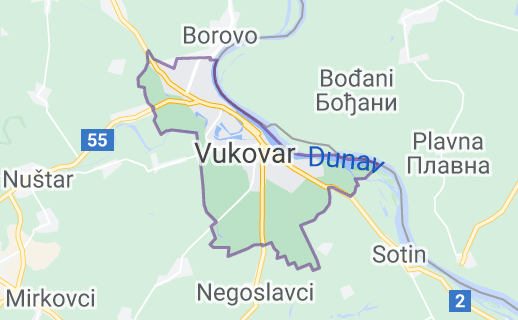 Borovo
Bođani
Бођани
55
Plavna
Плавна
Vukovar
Dunav
Nuštar
Sotin
Negoslavci
Mirkovci
2